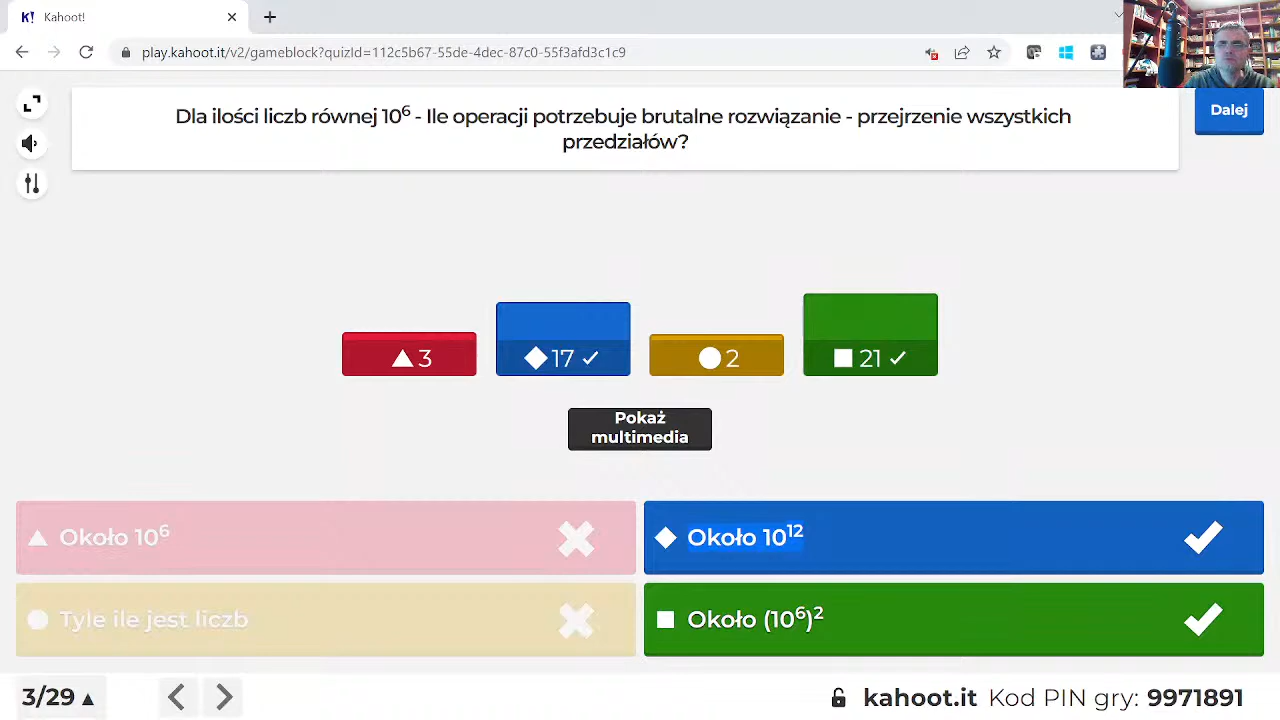 K! Kahoot!
play.kahoot.it/v2/gameblock?quizId=112c5b67-55de-4dec-87c0-55f3afd3c1c9
Dla ilości liczb równej 10⁶ - Ile operacji potrzebuje brutalne rozwiązanie - przejrzenie wszystkich
przedziałów?
Dalej
3
17
2
21
Pokaż
multimedia
Około 10⁶
Około 10¹²
Tyle ile jest liczb
Około (10⁶)²
3/29
kahoot.it Kod PIN gry: 9971891